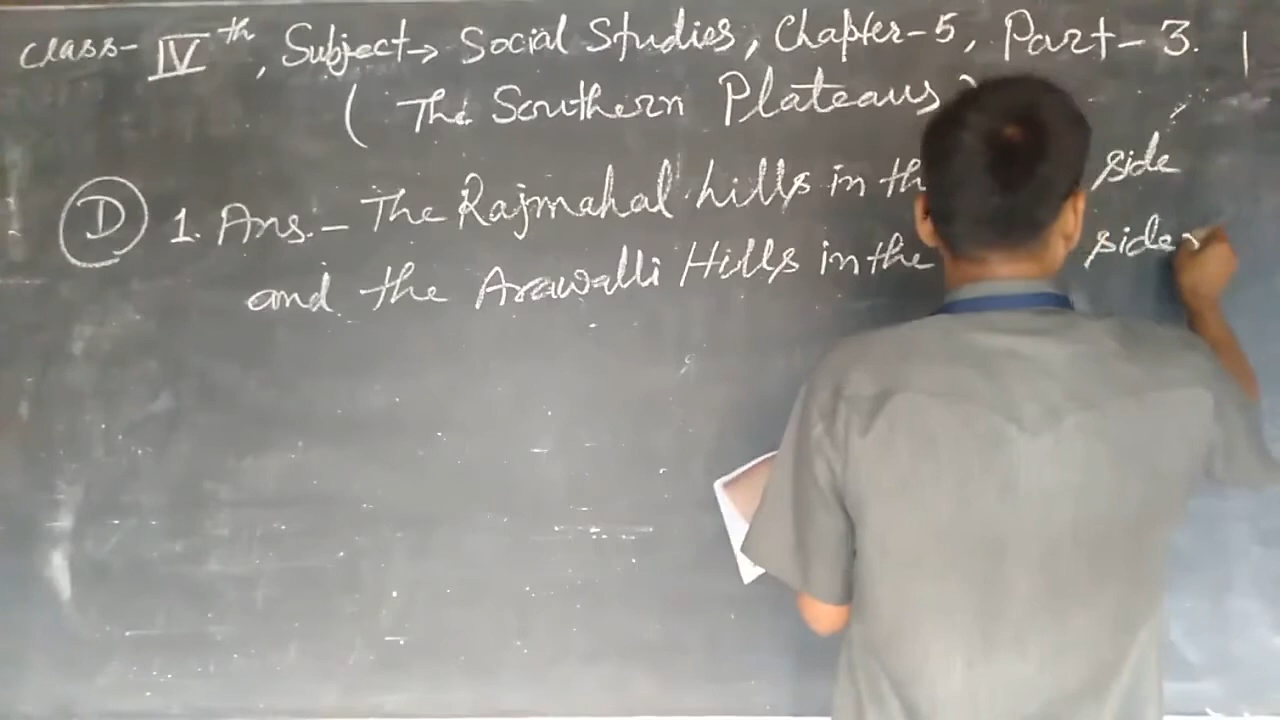 Class- IVth, Subject→ Social Studies, Chapter-5, Part-3.
( The Southern Plateaus )
D 1. Ans:- The Rajmahal hills in th side
and the Arawalli Hills in the side